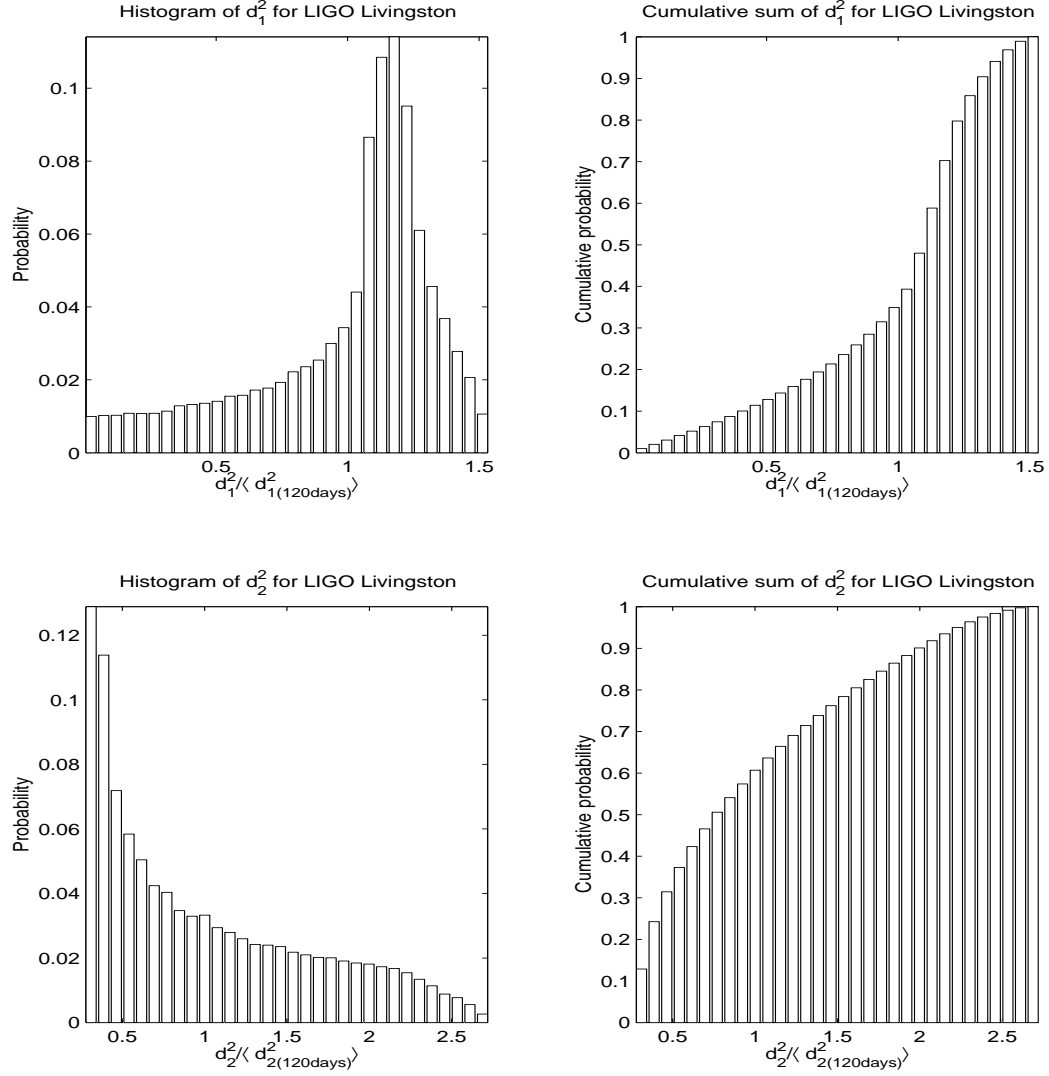 Histogram of d₁² for LIGO Livingston
Probability
0.1
0.08
0.06
0.04
0.02
0
0.5 1 1.5
d₁²/⟨ d²₁₍₁₂₀days₎ ⟩
Cumulative sum of d₁² for LIGO Livingston
Cumulative probability
1
0.9
0.8
0.7
0.6
0.5
0.4
0.3
0.2
0.1
0
0.5 1 1.5
d₁²/⟨ d²₁₍₁₂₀days₎ ⟩
Histogram of d₂² for LIGO Livingston
Probability
0.12
0.1
0.08
0.06
0.04
0.02
0
0.5 1 1.5 2 2.5
d₂²/⟨ d²₂₍₁₂₀days₎ ⟩
Cumulative sum of d₂² for LIGO Livingston
Cumulative probability
1
0.9
0.8
0.7
0.6
0.5
0.4
0.3
0.2
0.1
0
0.5 1 1.5 2 2.5
d₂²/⟨ d²₂₍₁₂₀days₎ ⟩